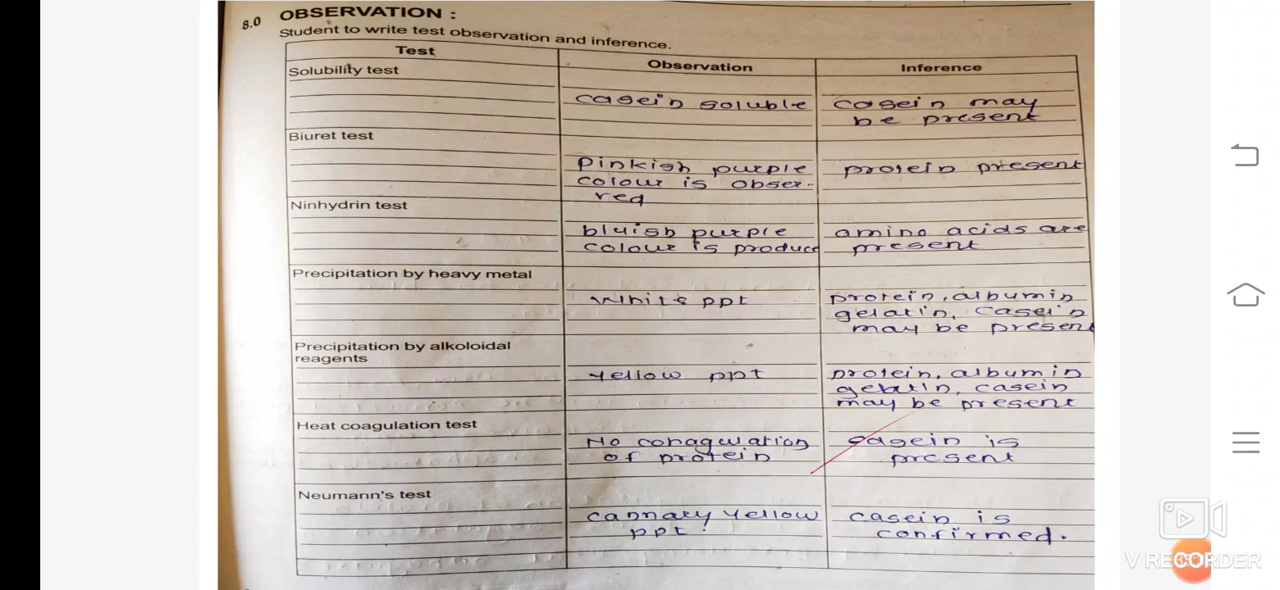 8.0 OBSERVATION :
Student to write test observation and inference.
Test Observation Inference
Solubility test
casein soluble
casein may
be present
Biuret test
Pinkish purple
colour is obser-
red
protein present
Ninhydrin test
bluish purple
colour is produce
amino acids are
present
Precipitation by heavy metal
White ppt
protein, albumin
gelatin, casein
may be present
Precipitation by alkoloidal
reagents
Yellow ppt
protein, albumin
gelatin, casein
may be present
Heat coagulation test
No cohagulation
of protein
casein is
present
Neumann's test
cannary yellow
ppt.
casein is
confirmed.
V RECORDER